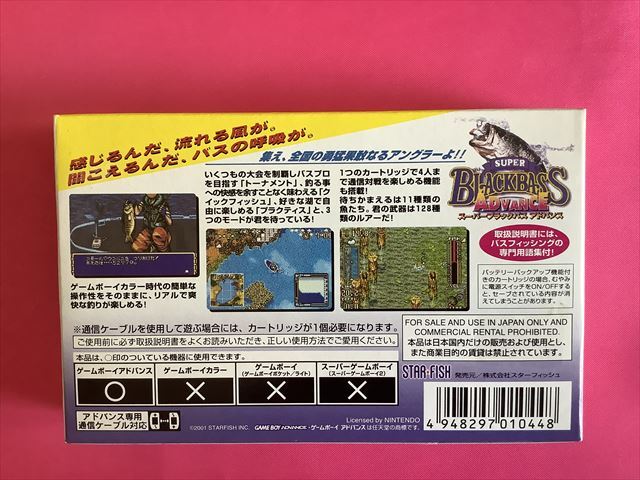 感じるんだ、流れる風が。
聞こえるんだ、バスの呼吸が。
集え、全国の勇猛果敢なるアングラーよ!!
いくつもの大会を制覇しバスプロ
を目指す「トーナメント」、釣る事
への快感を余すことなく味わえる「ク
イックフィッシュ」、好きな湖で自
由に楽しめる「プラクティス」と、3
つのモードが君を待っている!
1つのカートリッジで4人ま
で通信対戦を楽しめる機能
も搭載!
待ちかまえるは11種類の
魚たち。君の武器は128種
類のルアーだ!
SUPER
BLACK BASS
ADVANCE
スーパーブラックバス アドバンス
取扱説明書には、
バスフィッシングの
専門用語集付!
ゲームボーイカラー時代の簡単な
操作性をそのままに、リアルで爽
快な釣りが楽しめる!
バッテリーバックアップ機能付
きのカートリッジの場合、むやみ
に電源スイッチをON/OFFする
と、セーブされている内容が消
えてしまうことがあります。
※通信ケーブルを使用して遊ぶ場合には、カートリッジが1個必要になります。
ご使用前に必ず取扱説明書をよくお読みいただき、正しい使用方法でご愛用ください。
本品は、○印のついている機器に使用できます。
ゲームボーイアドバンス
ゲームボーイカラー
ゲームボーイ
(ゲームボーイポケット/ライト)
スーパーゲームボーイ
(スーパーゲームボーイ2)
○ × × ×
FOR SALE AND USE IN JAPAN ONLY AND
COMMERCIAL RENTAL PROHIBITED.
本品は日本国内だけの販売および使用とし、
また商業目的の賃貸は禁止されています。
STAR·FISH 発売元/株式会社スターフィッシュ
アドバンス専用
通信ケーブル対応
Licensed by NINTENDO
©2001 STARFISH INC. GAME BOY ADVANCE・ゲームボーイ アドバンスは任天堂の商標です。
4 948297 010448